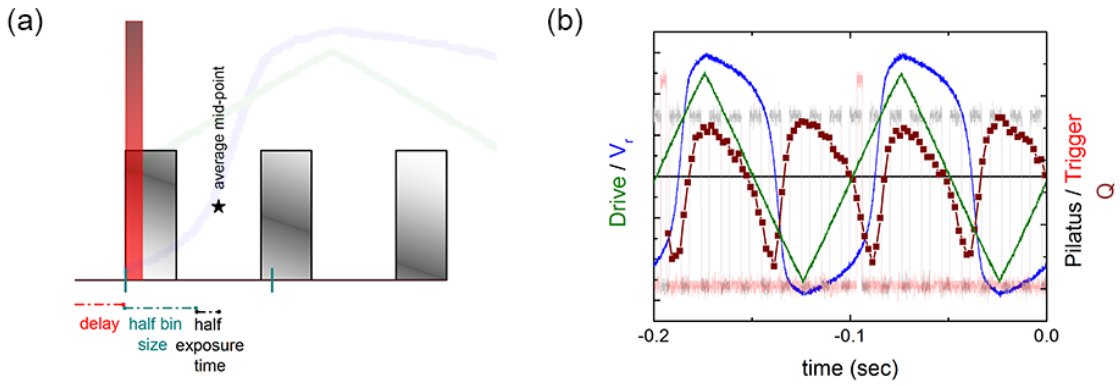 (a)
average mid-point
delay
half bin
size
half
exposure
time
(b)
Drive / Vr
-0.2
-0.1
0.0
time (sec)
Pilatus / Trigger
Q